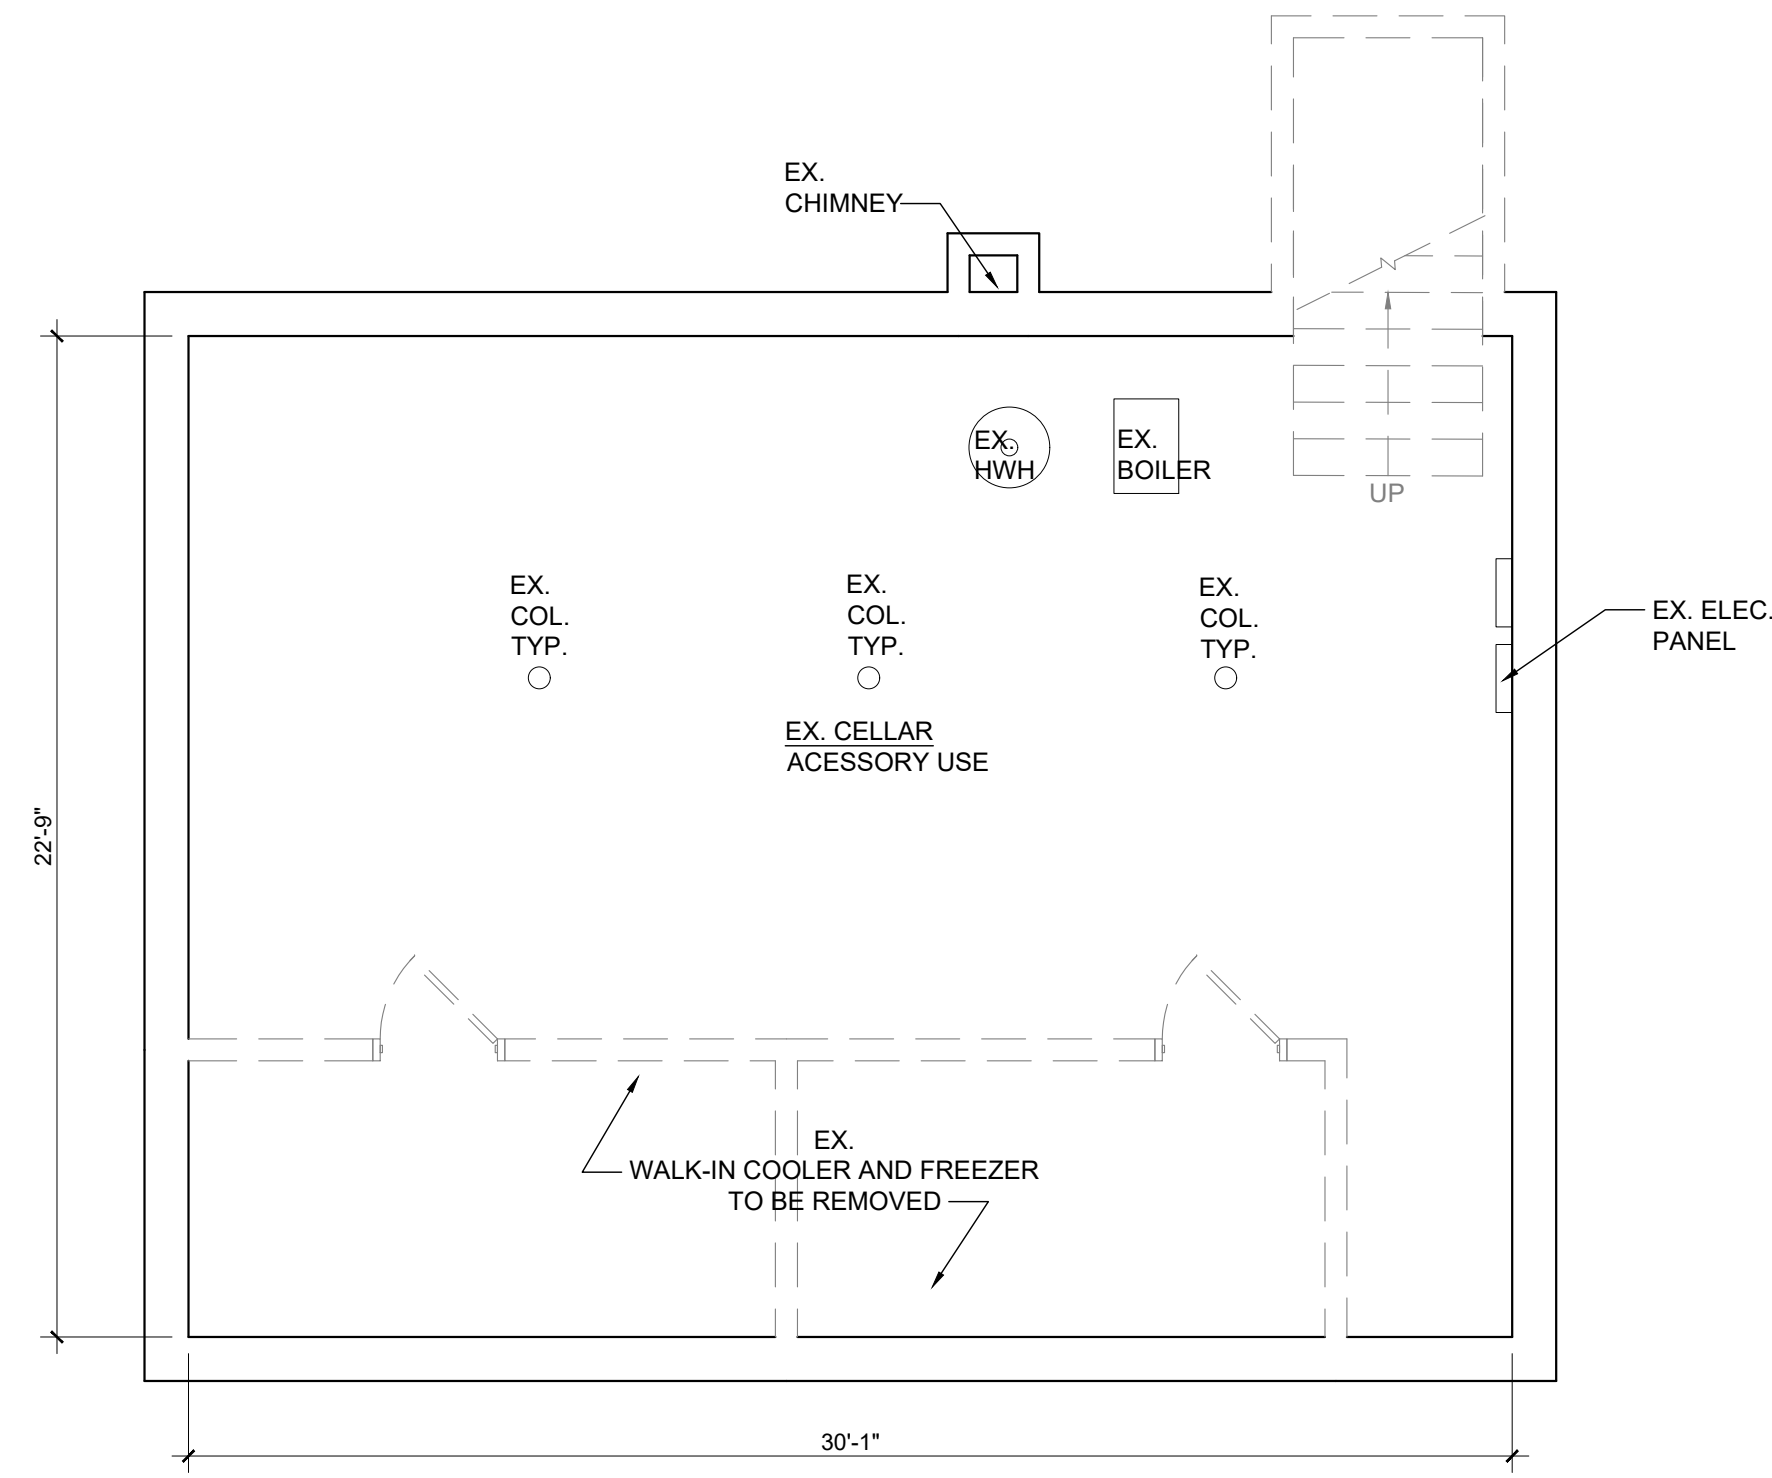 EX.
CHIMNEY
EX.
HWH
EX.
BOILER
UP
EX.
COL.
TYP.
EX.
COL.
TYP.
EX.
COL.
TYP.
EX. ELEC.
PANEL
EX. CELLAR
ACESSORY USE
22'-9"
EX.
WALK-IN COOLER AND FREEZER
TO BE REMOVED
30'-1"